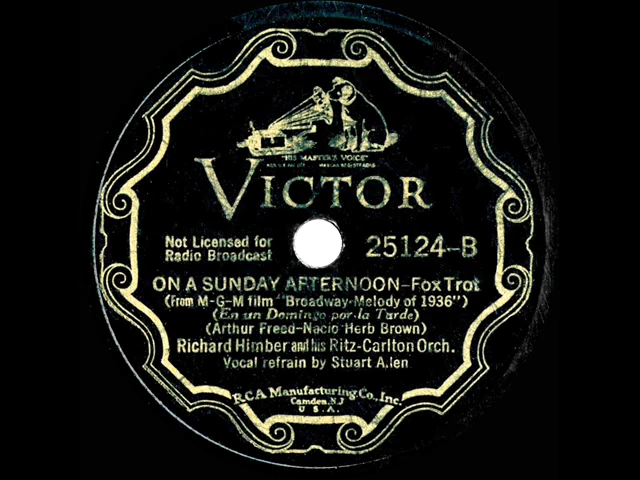 "HIS MASTER'S VOICE"
VICTOR
Not Licensed for
Radio Broadcast
25124-B
ON A SUNDAY AFTERNOON-Fox Trot
(From M-G-M film "Broadway Melody of 1936")
(En un Domingo por la Tarde)
(Arthur Freed-Nacio Herb Brown)
Richard Himber and his Ritz-Carlton Orch.
Vocal refrain by Stuart Allen
RCA Manufacturing Co., Inc.
Camden, N.J.
U.S.A.